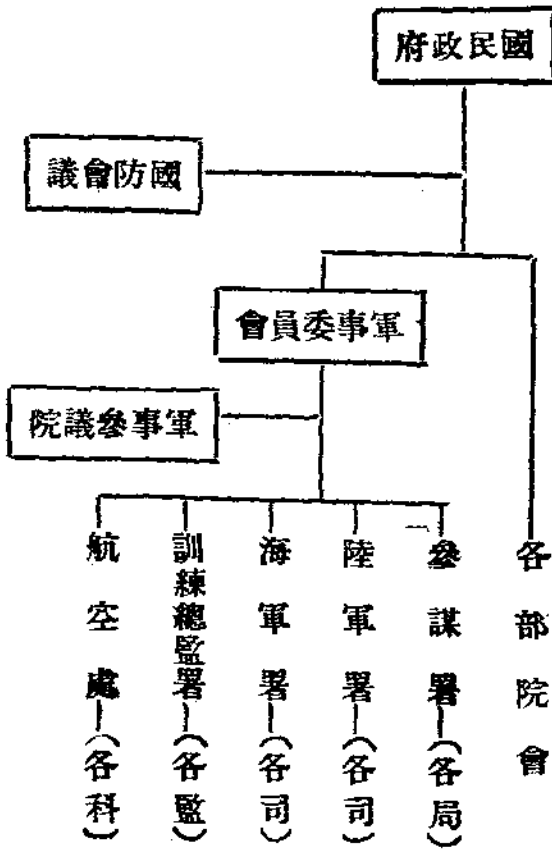 國民政府
國防會議
軍事委員會
軍事參議院
各部院會
參謀署(各局)
陸軍署(各司)
海軍署(各司)
訓練總監署(各監)
航空處(各科)